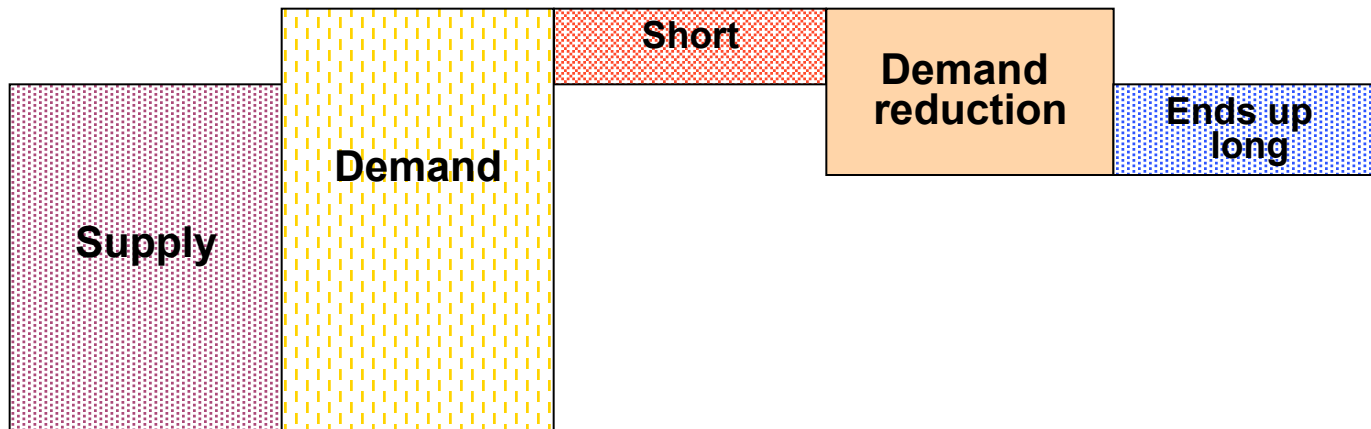 Supply
Demand
Short
Demand
reduction
Ends up
long